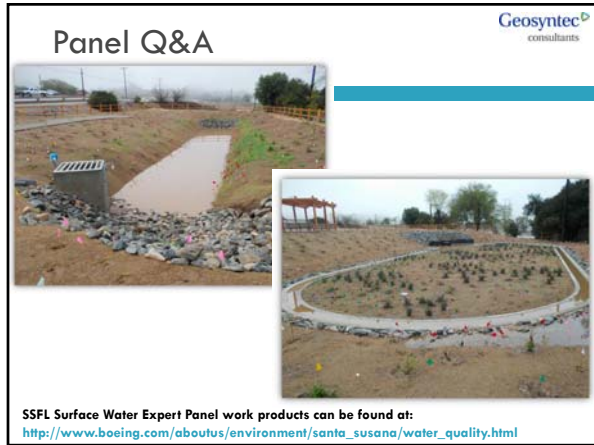 Panel Q&A
Geosyntec
consultants
SSFL Surface Water Expert Panel work products can be found at:
http://www.boeing.com/aboutus/environment/santa_susana/water_quality.html